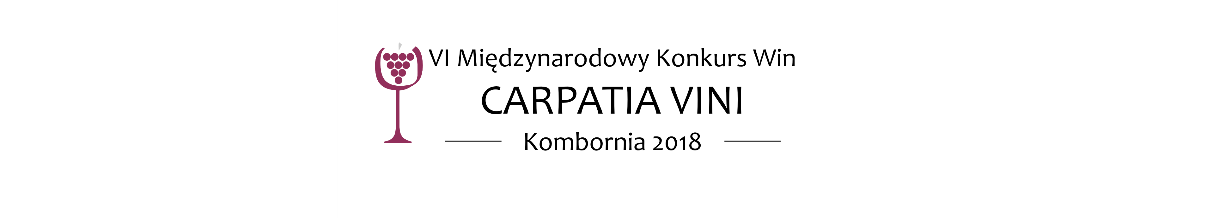 VI Międzynarodowy Konkurs Win
CARPATIA VINI
Kombornia 2018